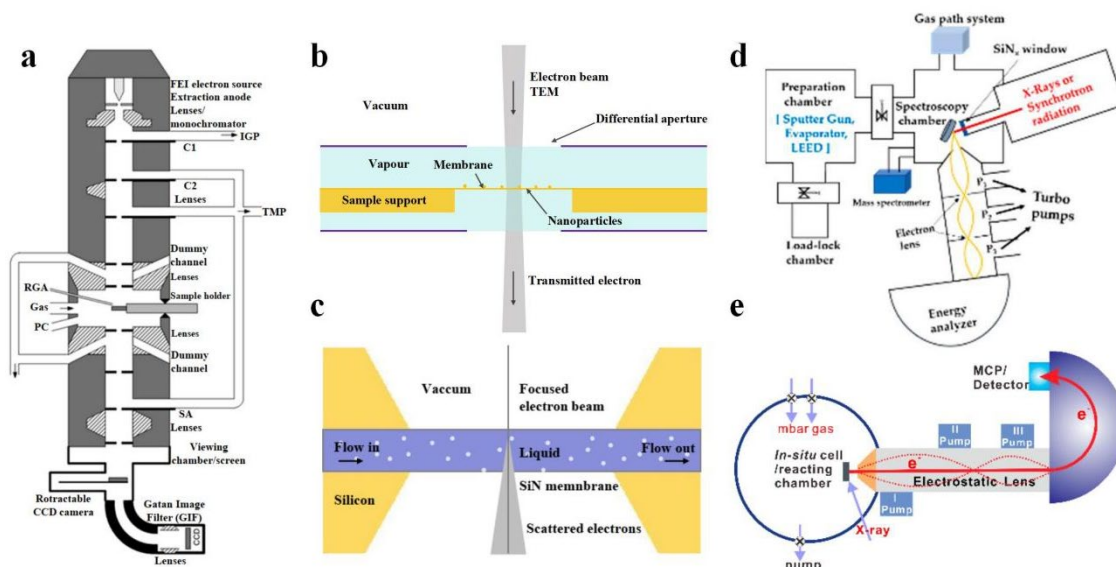 a
FEI electron source
Extraction anode
Lenses/
monochromator
IGP
C1
C2
Lenses
TMP
Dummy
channel
Lenses
RGA
Sample holder
Gas
PC
Lenses
Dummy
channel
SA
Lenses
Viewing
chamber/screen
Rotractable
CCD camera
Gatan Image
Filter (GIF)
CCD
Lenses
b
Electron beam
TEM
Vacuum
Differential aperture
Vapour
Membrane
Sample support
Nanoparticles
Transmitted electron
c
Vaccum
Focused
electron beam
Flow in
Liquid
Flow out
SiN memnbrane
Silicon
Scattered electrons
d
Gas path system
SiNx window
Preparation
chamber
[ Sputter Gun,
Evaporator,
LEED ]
Spectroscopy
chamber
X-Rays or
Synchrotron
radiation
Mass spectrometer
P1
Turbo
pumps
P2
Electron
lens
P3
Load-lock
chamber
Energy
analyzer
e
MCP/
Detector
mbar gas
II
Pump
III
Pump
e-
In-situ cell
/reacting
chamber
e-
Electrostatic Lens
I
Pump
X-ray
pump